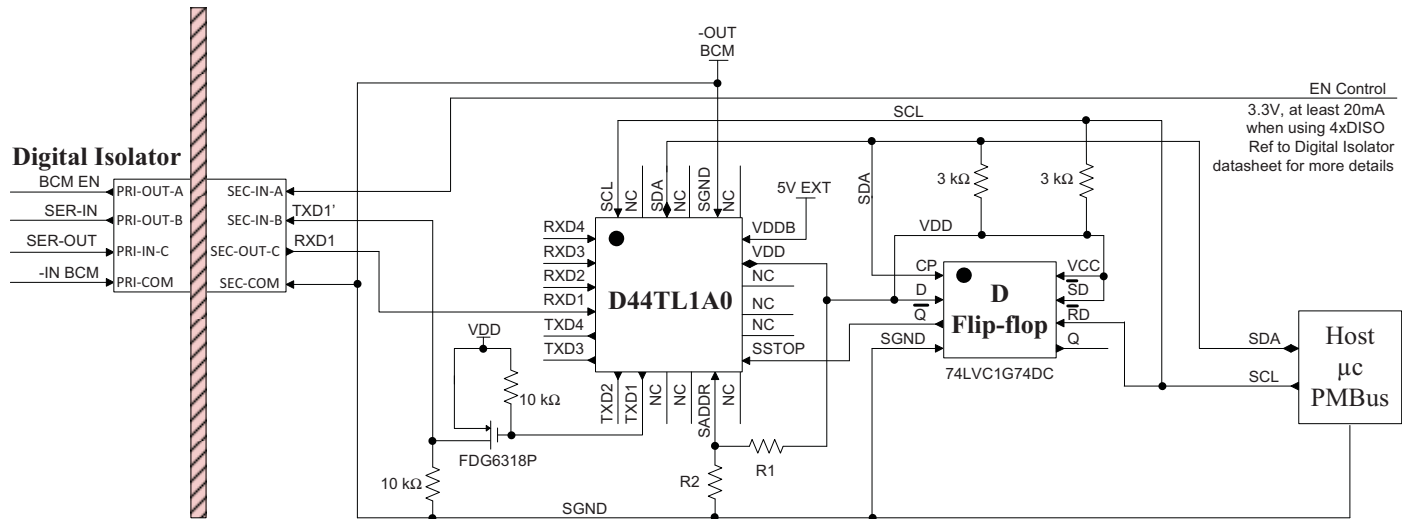 -OUT
BCM
EN Control
3.3V, at least 20mA
when using 4xDISO
Ref to Digital Isolator
datasheet for more details
SCL
Digital Isolator
BCM EN
SER-IN
SER-OUT
-IN BCM
PRI-OUT-A
PRI-OUT-B
PRI-IN-C
PRI-COM
SEC-IN-A
SEC-IN-B
SEC-OUT-C
SEC-COM
TXD1'
RXD1
SCL
NC
SDA
NC
SGND
NC
5V EXT
SDA
3 kΩ
3 kΩ
VDD
RXD4
RXD3
RXD2
RXD1
TXD4
TXD3
D44TL1A0
VDDB
VDD
NC
NC
NC
SSTOP
TXD2
TXD1
NC
NC
SADDR
NC
CP
D
Q
SGND
D
Flip-flop
VCC
SD
RD
Q
74LVC1G74DC
SDA
SCL
Host
µc
PMBus
VDD
10 kΩ
FDG6318P
10 kΩ
R1
R2
SGND